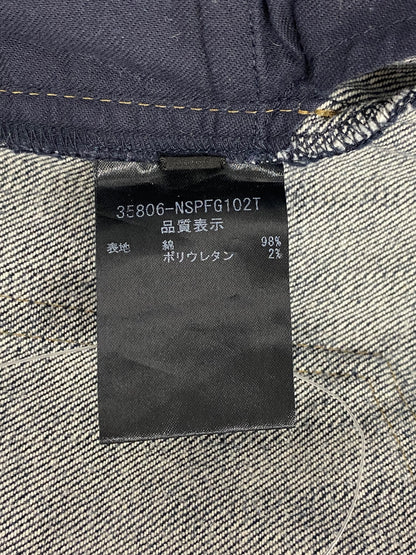 35806-NSPFG102T
品質表示
表地 綿 98%
ポリウレタン 2%